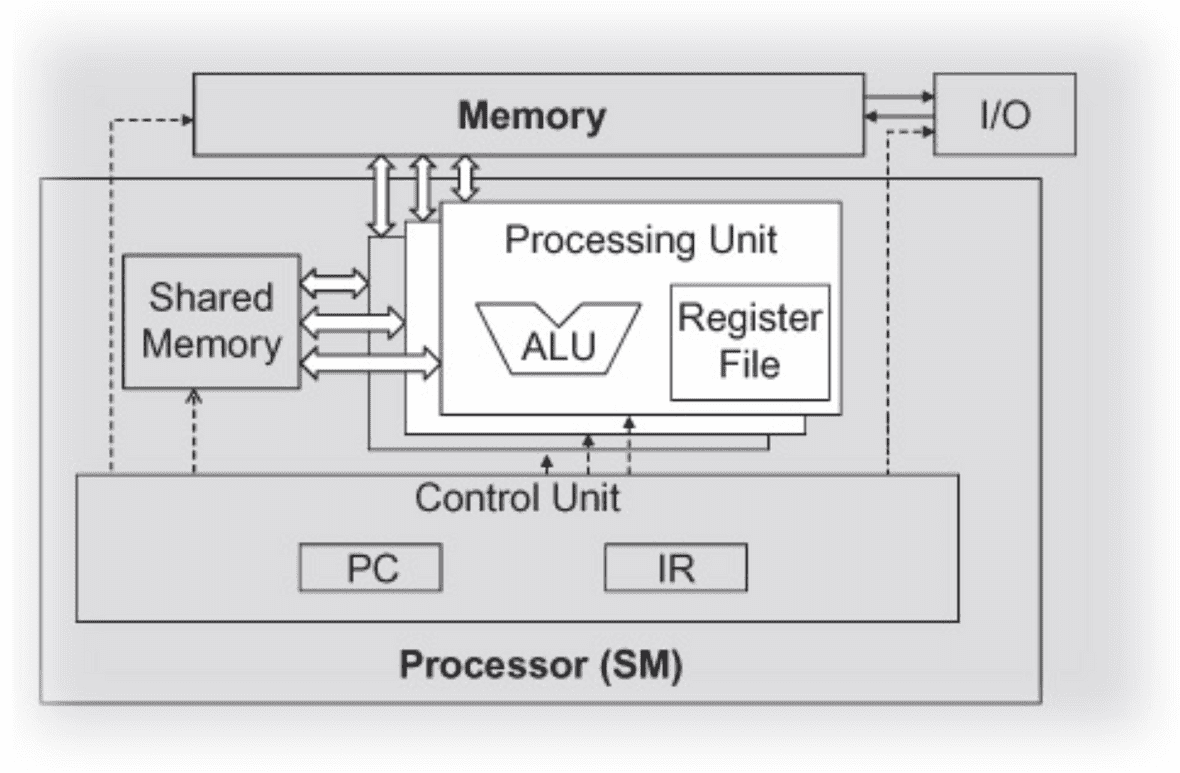 Memory
I/O
Processing Unit
Shared
Memory
ALU
Register
File
Control Unit
PC
IR
Processor (SM)